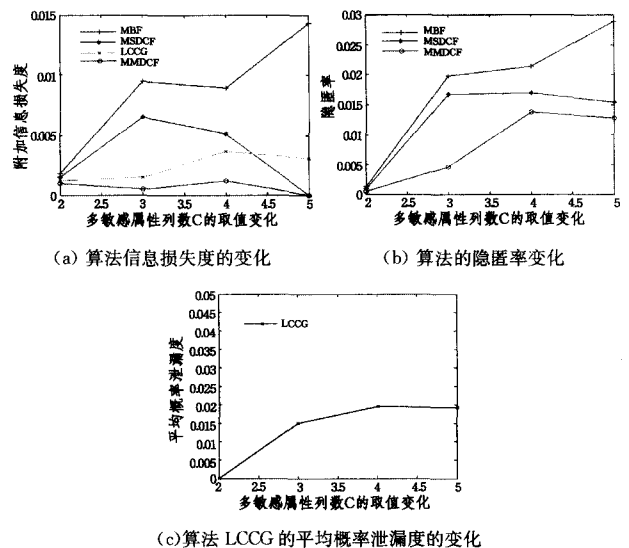 MBF
MSDCF
LCCG
MMDCF
0.015
0.01
0.005
0
附加信息损失度
2 2.5 3 3.5 4 4.5 5
多敏感属性列数C的取值变化
(a) 算法信息损失度的变化
MBF
MSDCF
MMDCF
0.03
0.025
0.02
0.015
0.01
0.005
0
隐匿率
2 2.5 3 3.5 4 4.5 5
多敏感属性列数C的取值变化
(b) 算法的隐匿率变化
LCCG
0.05
0.045
0.04
0.035
0.03
0.025
0.02
0.015
0.01
0.005
0
平均概率泄漏度
2 2.5 3 3.5 4 4.5 5
多敏感属性列数C的取值变化
(c)算法 LCCG 的平均概率泄漏度的变化